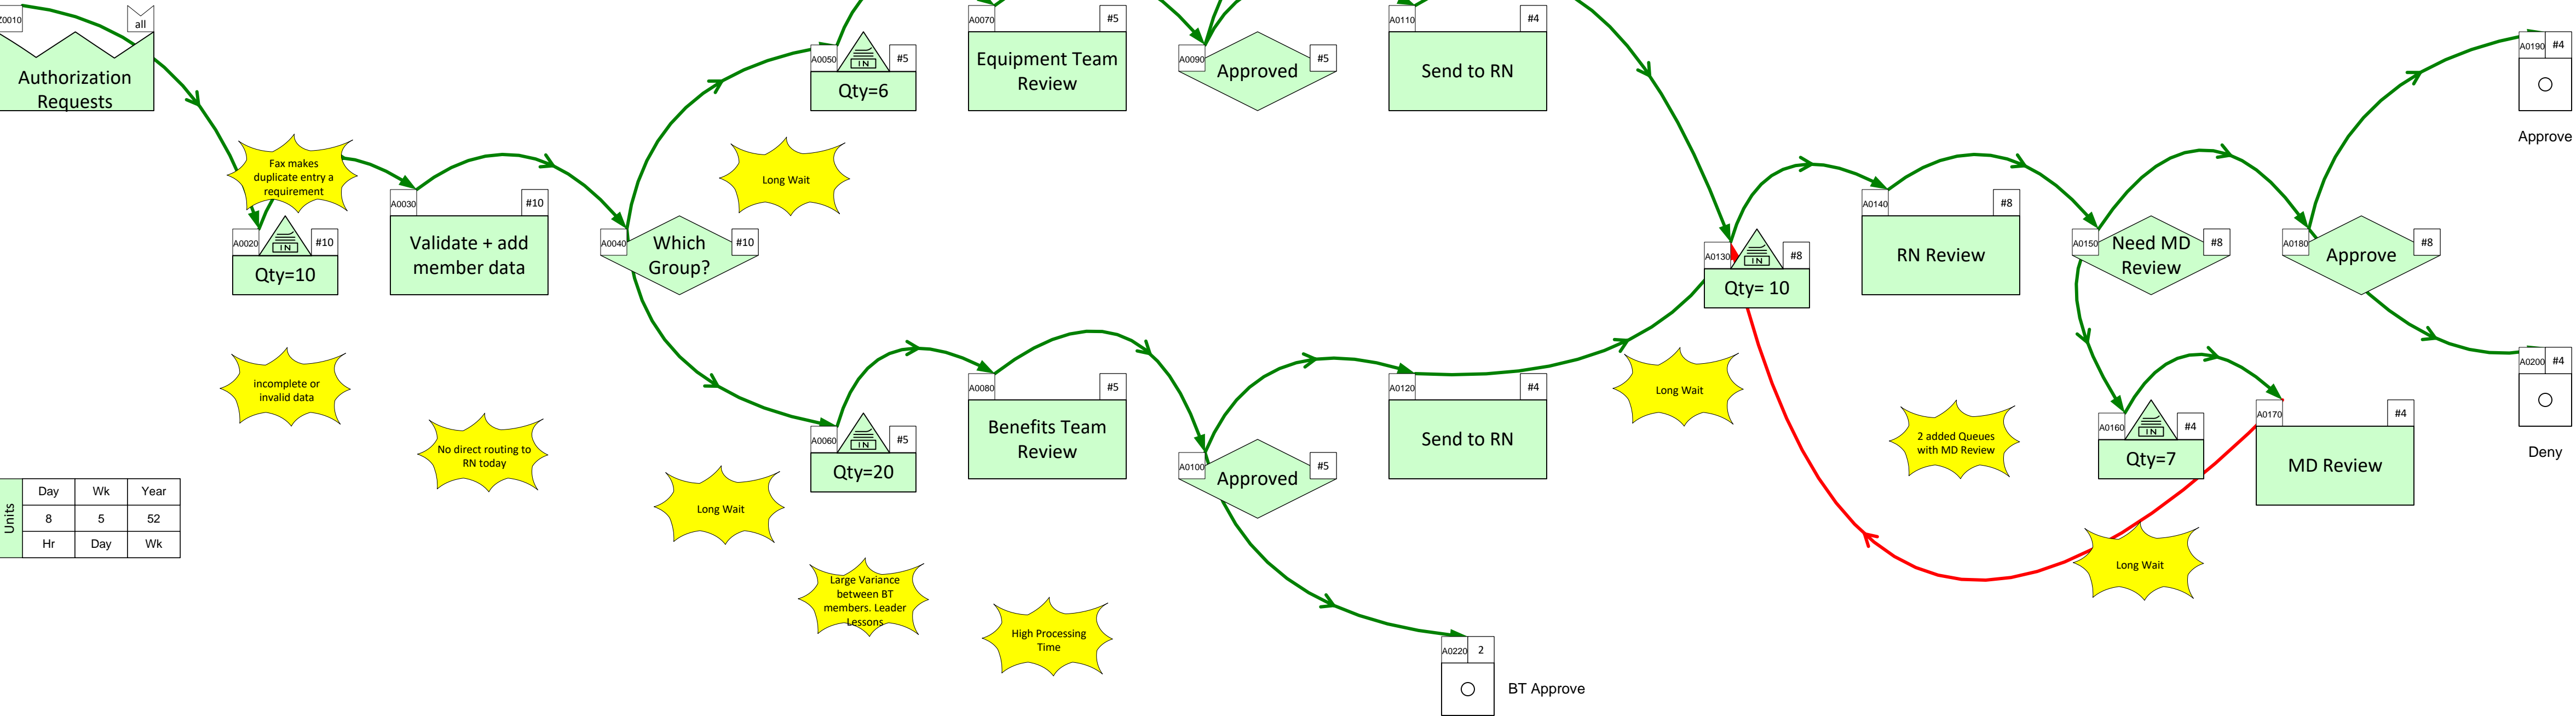 Z0010
all
Authorization
Requests
Fax makes
duplicate entry a
requirement
A0020
IN
#10
Qty=10
incomplete or
invalid data
A0030
#10
Validate + add
member data
No direct routing to
RN today
A0040
#10
Which
Group?
A0050
IN
#5
Qty=6
Long Wait
A0070
#5
Equipment Team
Review
A0090
#5
Approved
A0110
#4
Send to RN
A0060
IN
#5
Qty=20
Long Wait
Large Variance
between BT
members. Leader
Lessons
A0080
#5
Benefits Team
Review
High Processing
Time
A0100
#5
Approved
A0120
#4
Send to RN
A0220
2
BT Approve
A0130
IN
#8
Qty= 10
Long Wait
A0140
#8
RN Review
2 added Queues
with MD Review
A0150
#8
Need MD
Review
A0160
IN
#4
Qty=7
Long Wait
A0170
#4
MD Review
A0180
#8
Approve
A0190
#4
Approve
A0200
#4
Deny
Units
Day Wk Year
8 5 52
Hr Day Wk